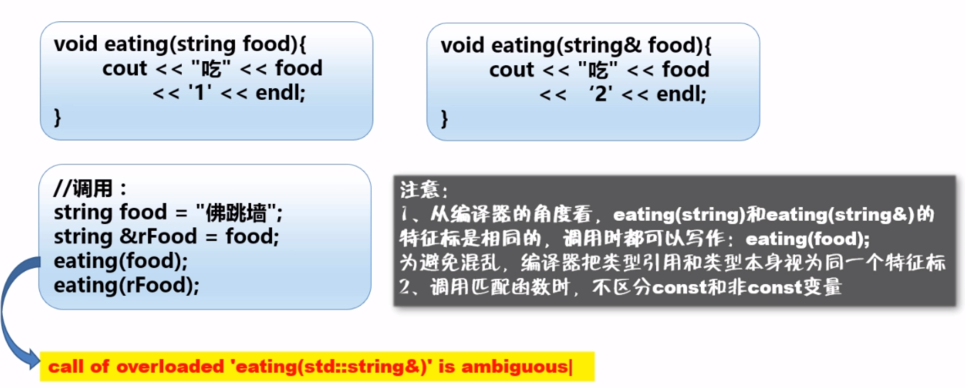 void eating(string food){
cout << "吃" << food
<< '1' << endl;
}
void eating(string& food){
cout << "吃" << food
<< ‘2' << endl;
}
//调用：
string food = "佛跳墙";
string &rFood = food;
eating(food);
eating(rFood);
注意：
1、从编译器的角度看，eating(string)和eating(string&)的
特征标是相同的，调用时都可以写作：eating(food);
为避免混乱，编译器把类型引用和类型本身视为同一个特征标
2、调用匹配函数时，不区分const和非const变量
call of overloaded 'eating(std::string&)' is ambiguous|